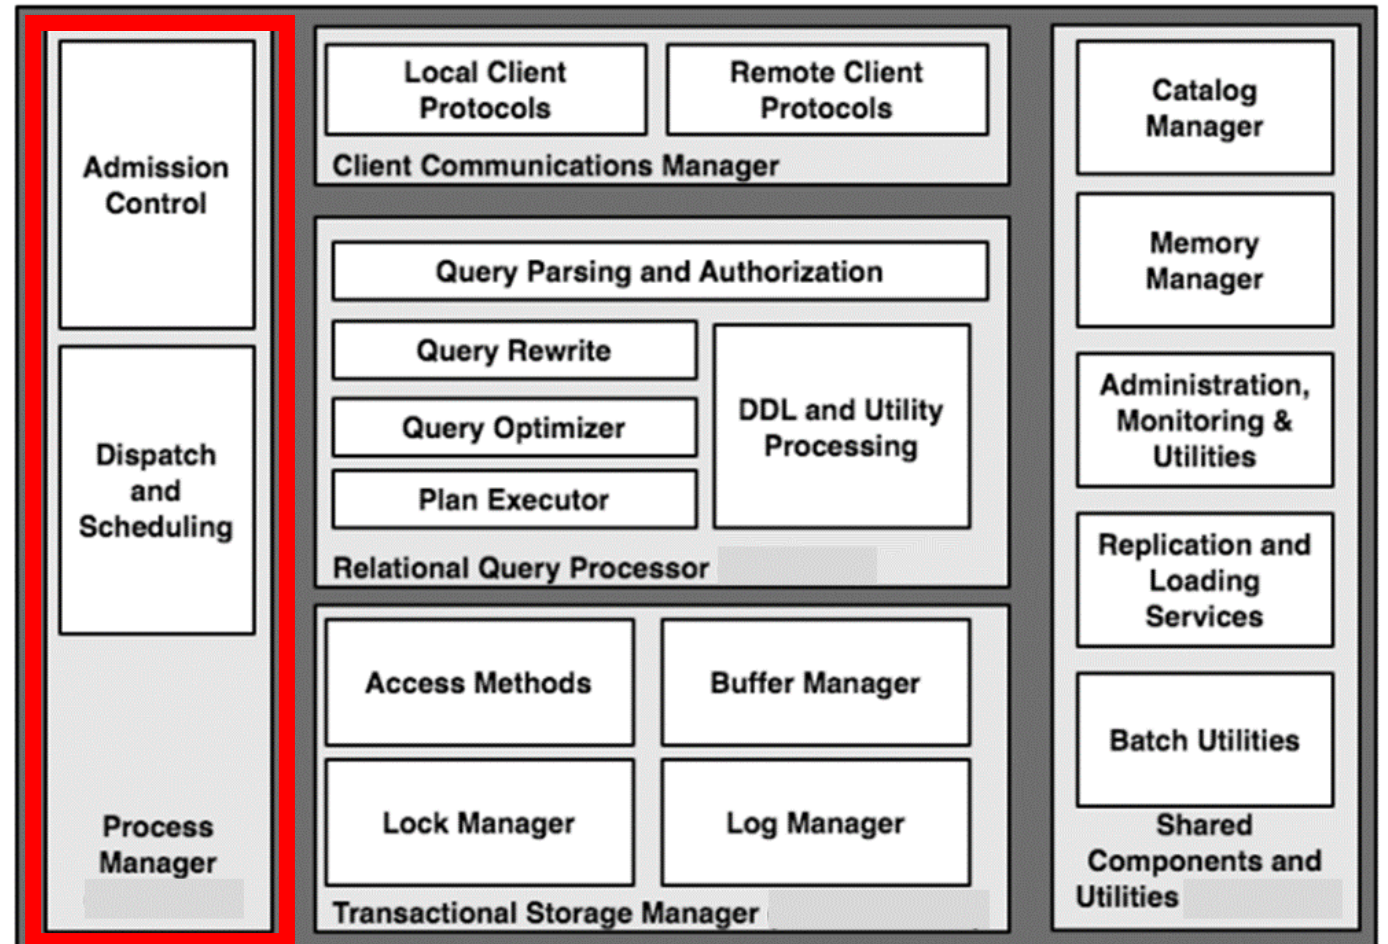 Admission
Control
Dispatch
and
Scheduling
Process
Manager
Local Client
Protocols
Remote Client
Protocols
Client Communications Manager
Query Parsing and Authorization
Query Rewrite
Query Optimizer
Plan Executor
DDL and Utility
Processing
Relational Query Processor
Access Methods
Buffer Manager
Lock Manager
Log Manager
Transactional Storage Manager
Catalog
Manager
Memory
Manager
Administration,
Monitoring &
Utilities
Replication and
Loading
Services
Batch Utilities
Shared
Components and
Utilities